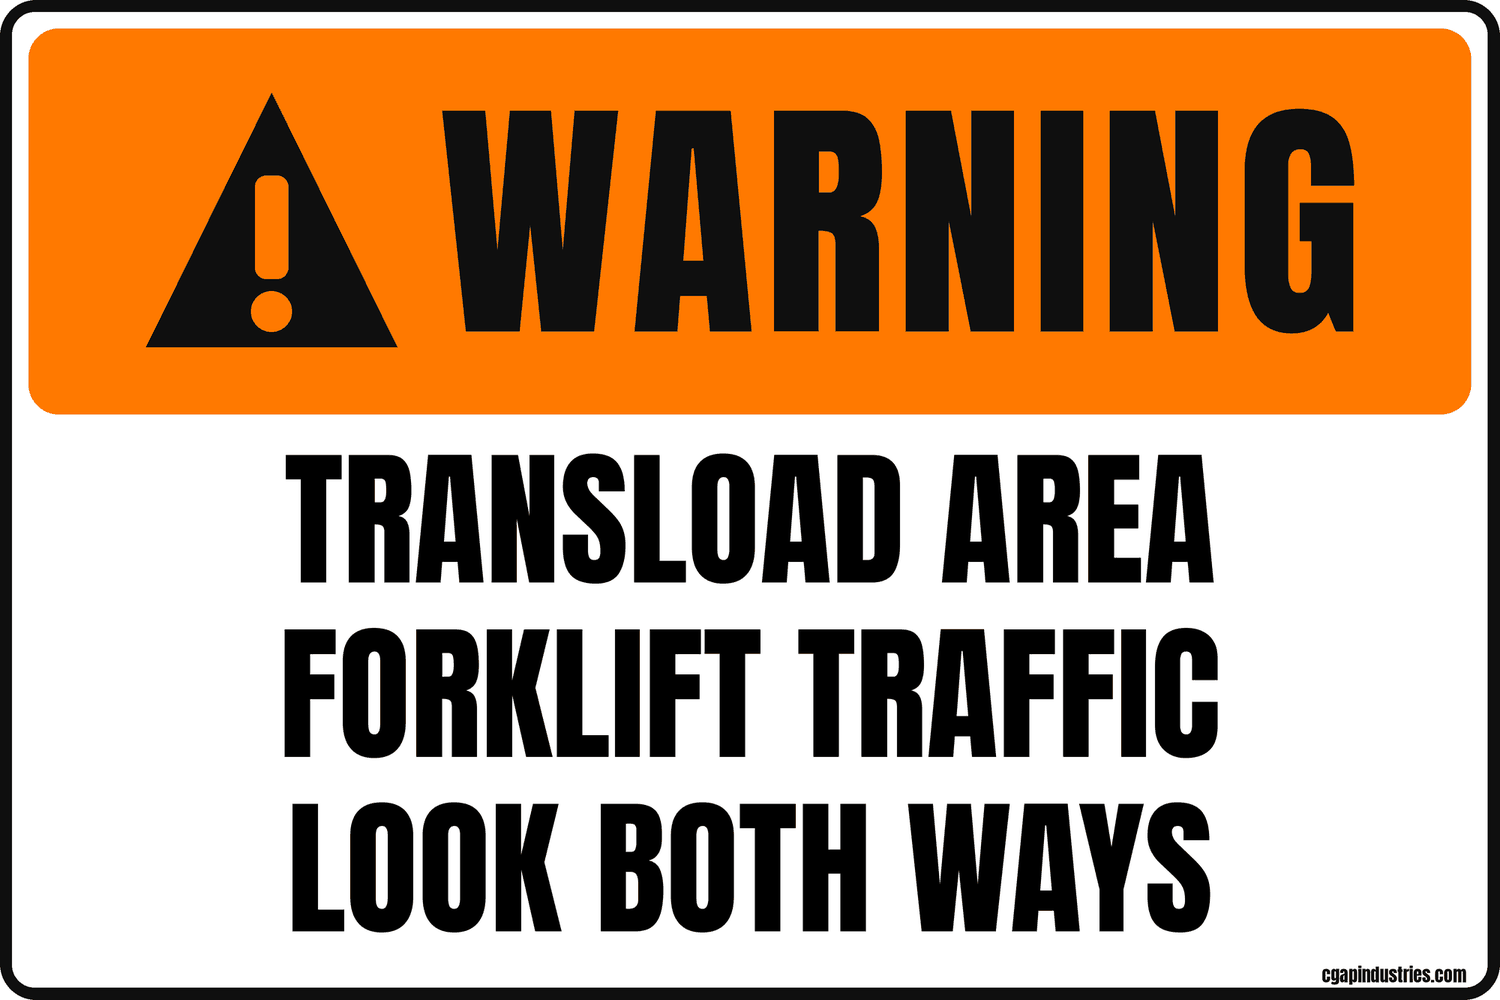 WARNING
TRANSLOAD AREA
FORKLIFT TRAFFIC
LOOK BOTH WAYS
cgapindustries.com